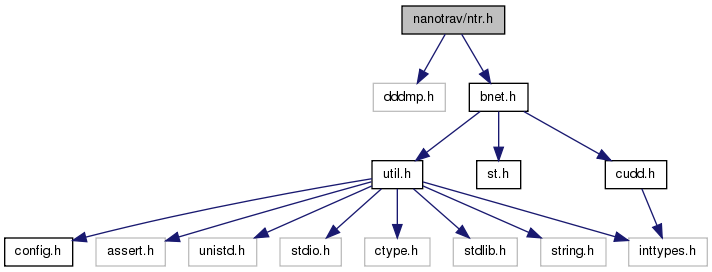 nanotrav/ntr.h
dddmp.h
bnet.h
util.h
st.h
cudd.h
config.h
assert.h
unistd.h
stdio.h
ctype.h
stdlib.h
string.h
inttypes.h